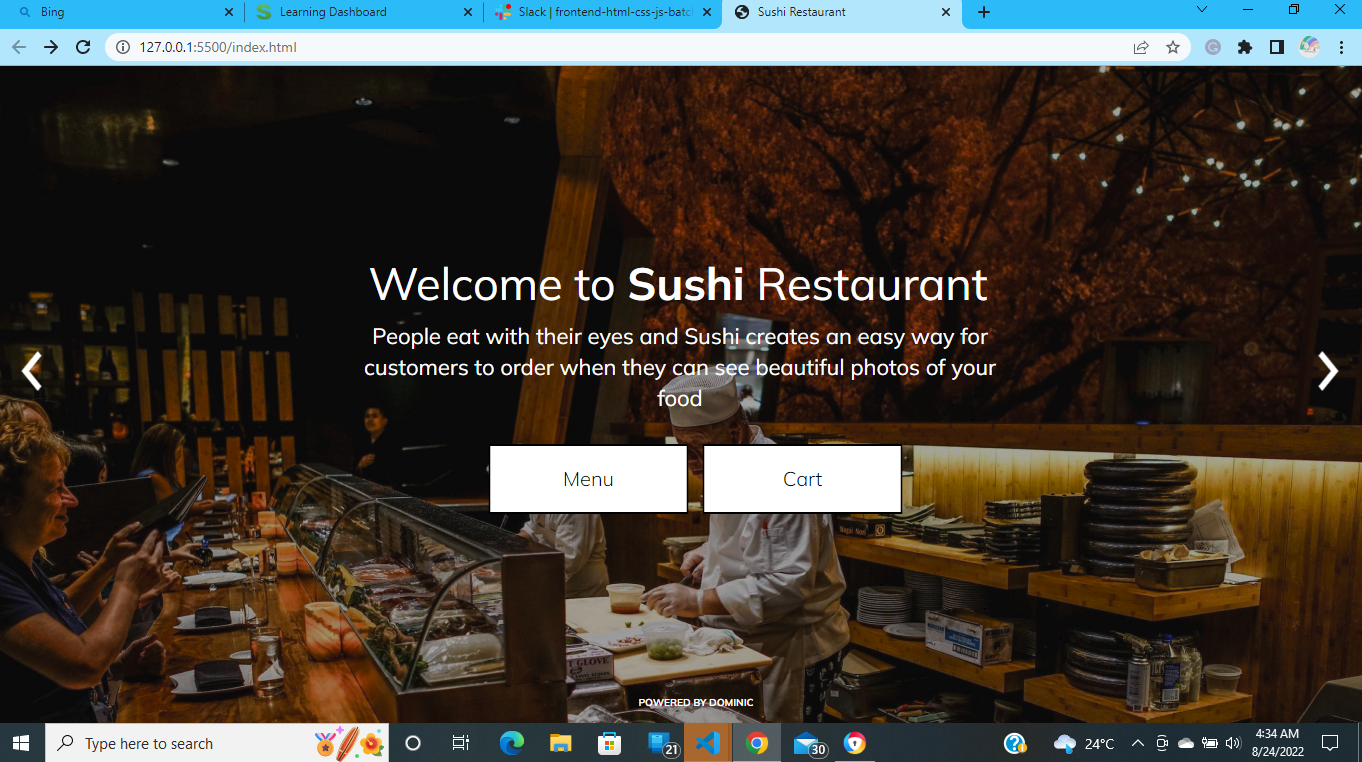 Bing
Learning Dashboard
Slack | frontend-html-css-js-batc
Sushi Restaurant
127.0.0.1:5500/index.html
Welcome to Sushi Restaurant
People eat with their eyes and Sushi creates an easy way for
customers to order when they can see beautiful photos of your
food
Menu
Cart
Nagai Nori
GLOVE
POWERED BY DOMINIC
Type here to search
21
30
24°C
4:34 AM
8/24/2022